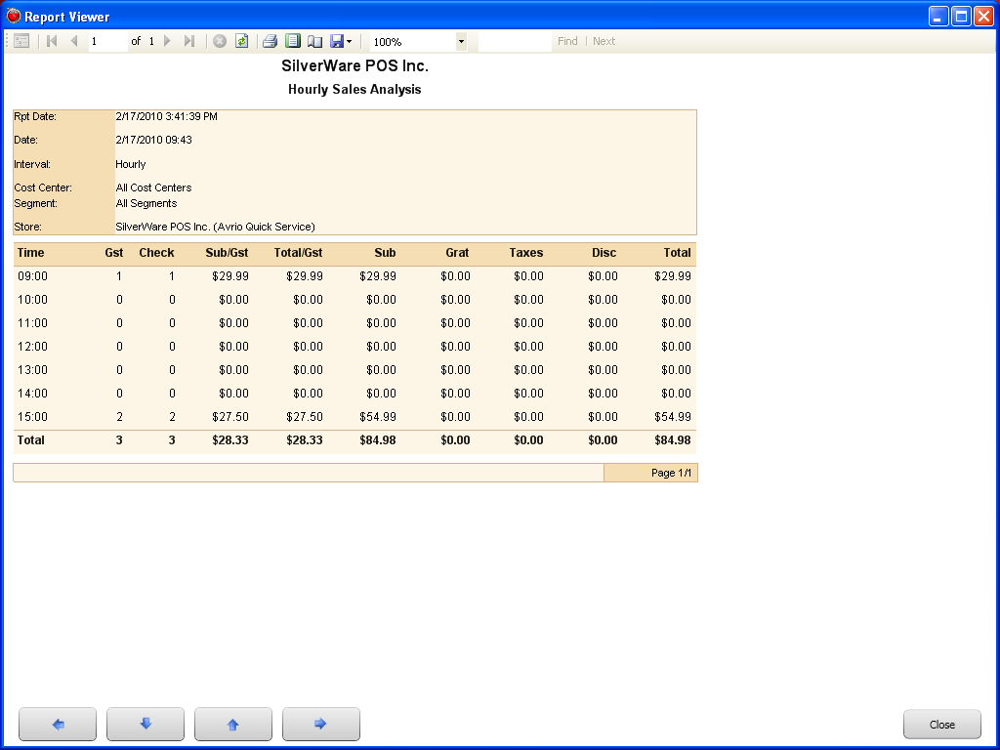 Report Viewer
1 of 1 100% Find | Next
SilverWare POS Inc.
Hourly Sales Analysis
Rpt Date: 2/17/2010 3:41:39 PM
Date: 2/17/2010 09:43
Interval: Hourly
Cost Center: All Cost Centers
Segment: All Segments
Store: SilverWare POS Inc. (Avrio Quick Service)
Time Gst Check Sub/Gst Total/Gst Sub Grat Taxes Disc Total
09:00 1 1 $29.99 $29.99 $29.99 $0.00 $0.00 $0.00 $29.99
10:00 0 0 $0.00 $0.00 $0.00 $0.00 $0.00 $0.00 $0.00
11:00 0 0 $0.00 $0.00 $0.00 $0.00 $0.00 $0.00 $0.00
12:00 0 0 $0.00 $0.00 $0.00 $0.00 $0.00 $0.00 $0.00
13:00 0 0 $0.00 $0.00 $0.00 $0.00 $0.00 $0.00 $0.00
14:00 0 0 $0.00 $0.00 $0.00 $0.00 $0.00 $0.00 $0.00
15:00 2 2 $27.50 $27.50 $54.99 $0.00 $0.00 $0.00 $54.99
Total 3 3 $28.33 $28.33 $84.98 $0.00 $0.00 $0.00 $84.98
Page 1/1
Close